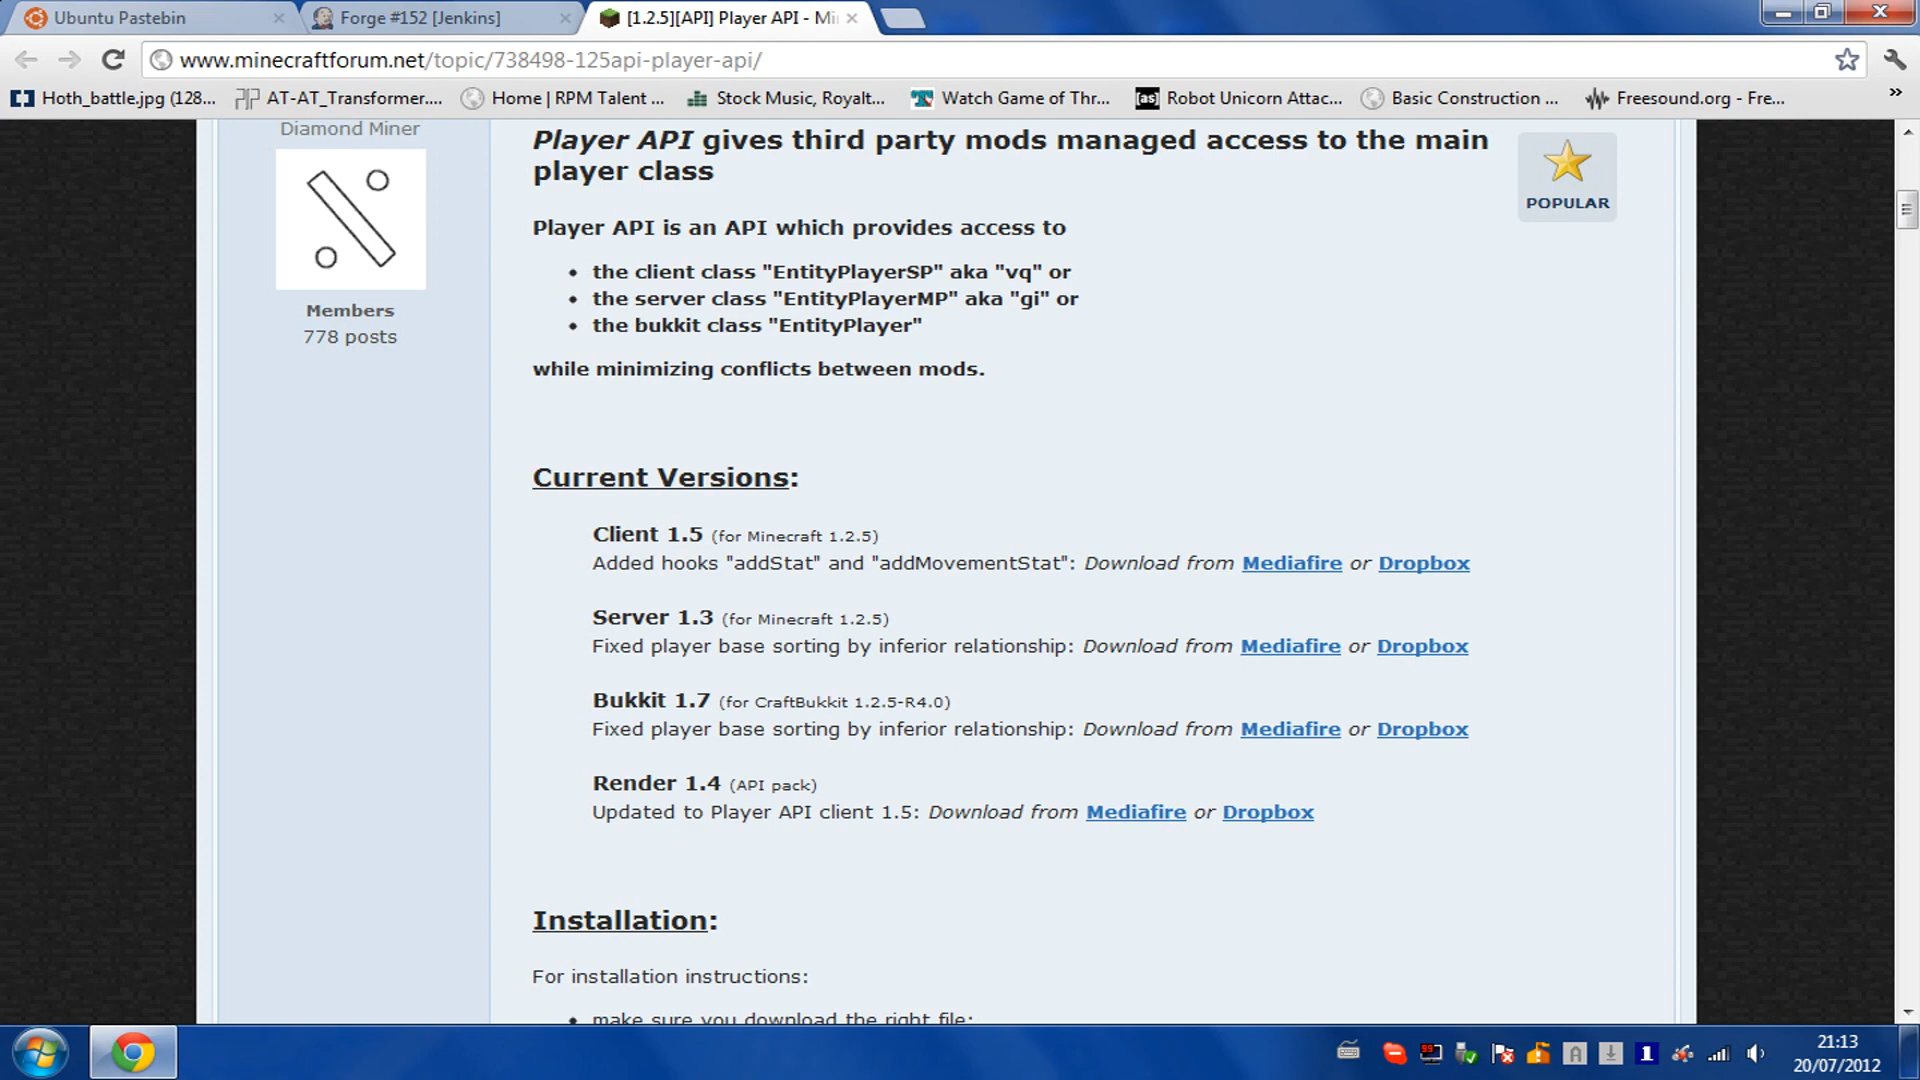 Ubuntu Pastebin
Forge #152 [Jenkins]
[1.2.5][API] Player API - Mi
www.minecraftforum.net/topic/738498-125api-player-api/
Hoth_battle.jpg (128...
AT-AT_Transformer....
Home | RPM Talent ...
Stock Music, Royalt...
Watch Game of Thr...
[as]
Robot Unicorn Attac...
Basic Construction ...
Freesound.org - Fre...
»
Diamond Miner
Members
778 posts
Player API gives third party mods managed access to the main
player class
POPULAR
Player API is an API which provides access to
• the client class "EntityPlayerSP" aka "vq" or
• the server class "EntityPlayerMP" aka "gi" or
• the bukkit class "EntityPlayer"
while minimizing conflicts between mods.
Current Versions:
Client 1.5 (for Minecraft 1.2.5)
Added hooks "addStat" and "addMovementStat": Download from Mediafire or Dropbox
Server 1.3 (for Minecraft 1.2.5)
Fixed player base sorting by inferior relationship: Download from Mediafire or Dropbox
Bukkit 1.7 (for CraftBukkit 1.2.5-R4.0)
Fixed player base sorting by inferior relationship: Download from Mediafire or Dropbox
Render 1.4 (API pack)
Updated to Player API client 1.5: Download from Mediafire or Dropbox
Installation:
For installation instructions:
• make sure you download the right file:
99
A
1
21:13
20/07/2012